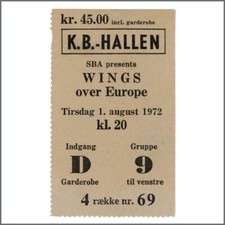 kr. 45.00 incl. garderobe
K.B.-HALLEN
SBA presents
WINGS
over Europe
Tirsdag 1. august 1972
kl. 20
Indgang Gruppe
D 9
Garderobe til venstre
4 række nr. 69